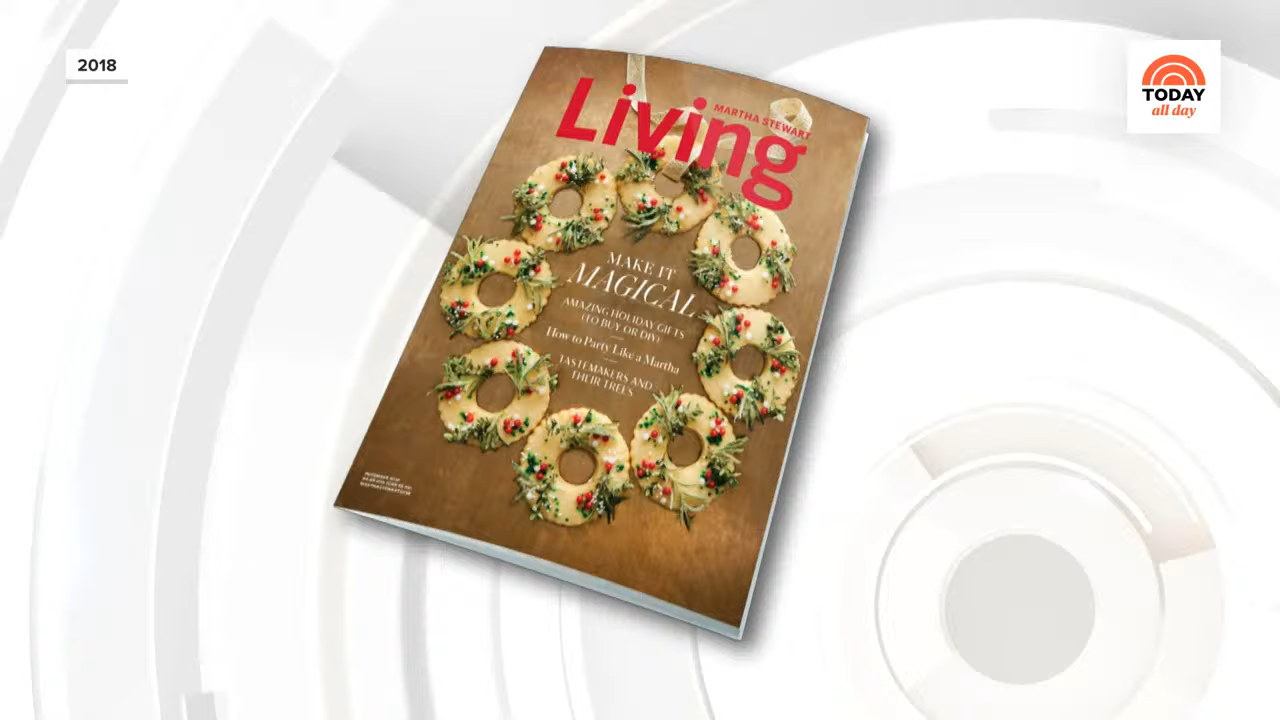 2018
TODAY
all day
Living
MARTHA STEWART
MAKE IT
MAGICAL
AMAZING HOLIDAY GIFTS
(TO BUY OR DIY)
How to Party Like a Martha
TASTEMAKERS AND
THEIR TREES